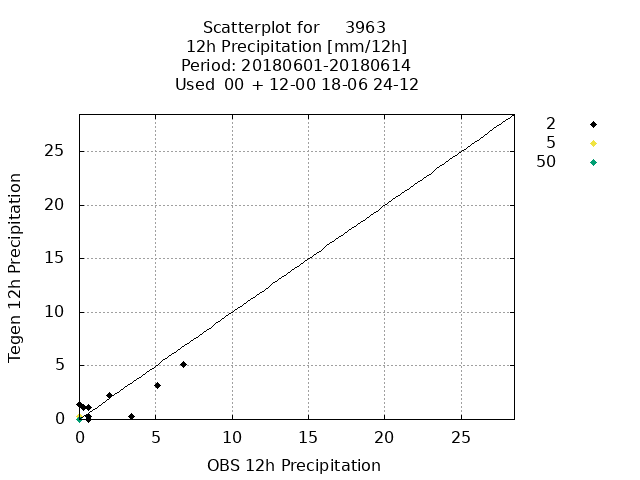 Scatterplot for 3963
12h Precipitation [mm/12h]
Period: 20180601-20180614
Used 00 + 12-00 18-06 24-12
2
5
50
Tegen 12h Precipitation
25
20
15
10
5
0
0 5 10 15 20 25
OBS 12h Precipitation